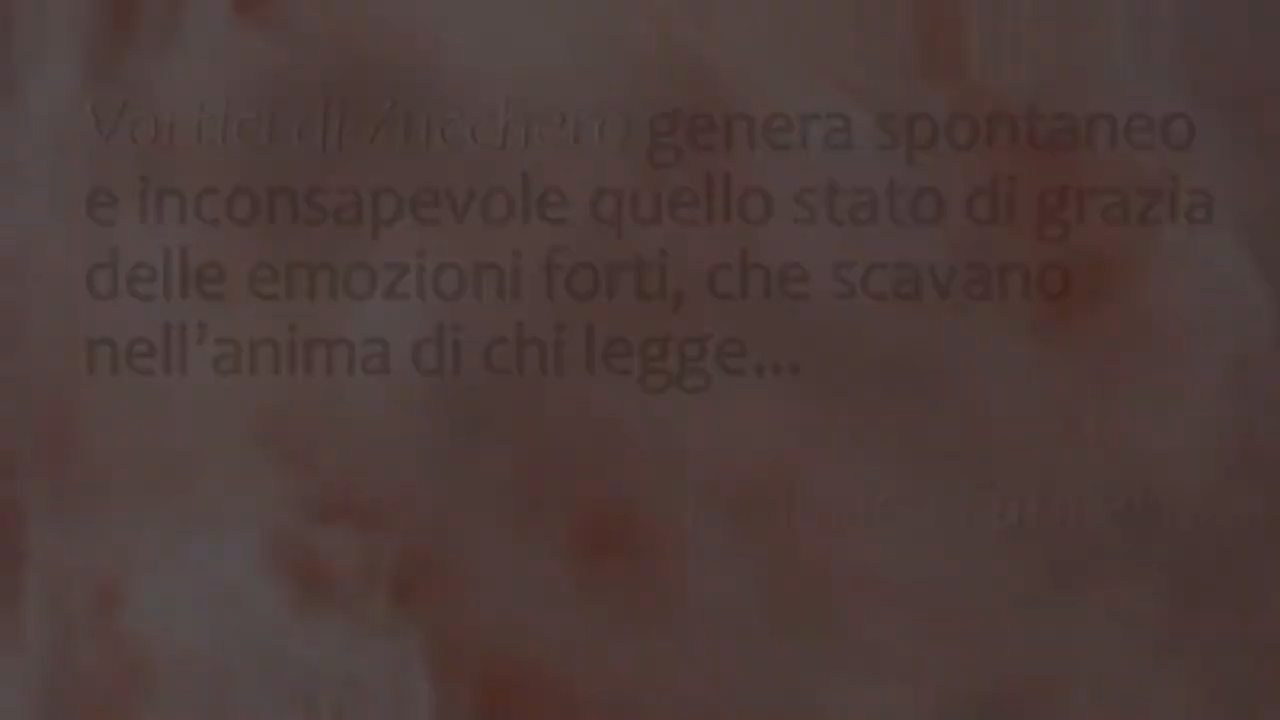 Vortici di Zucchero genera spontaneo
e inconsapevole quello stato di grazia
delle emozioni forti, che scavano
nell'anima di chi legge...